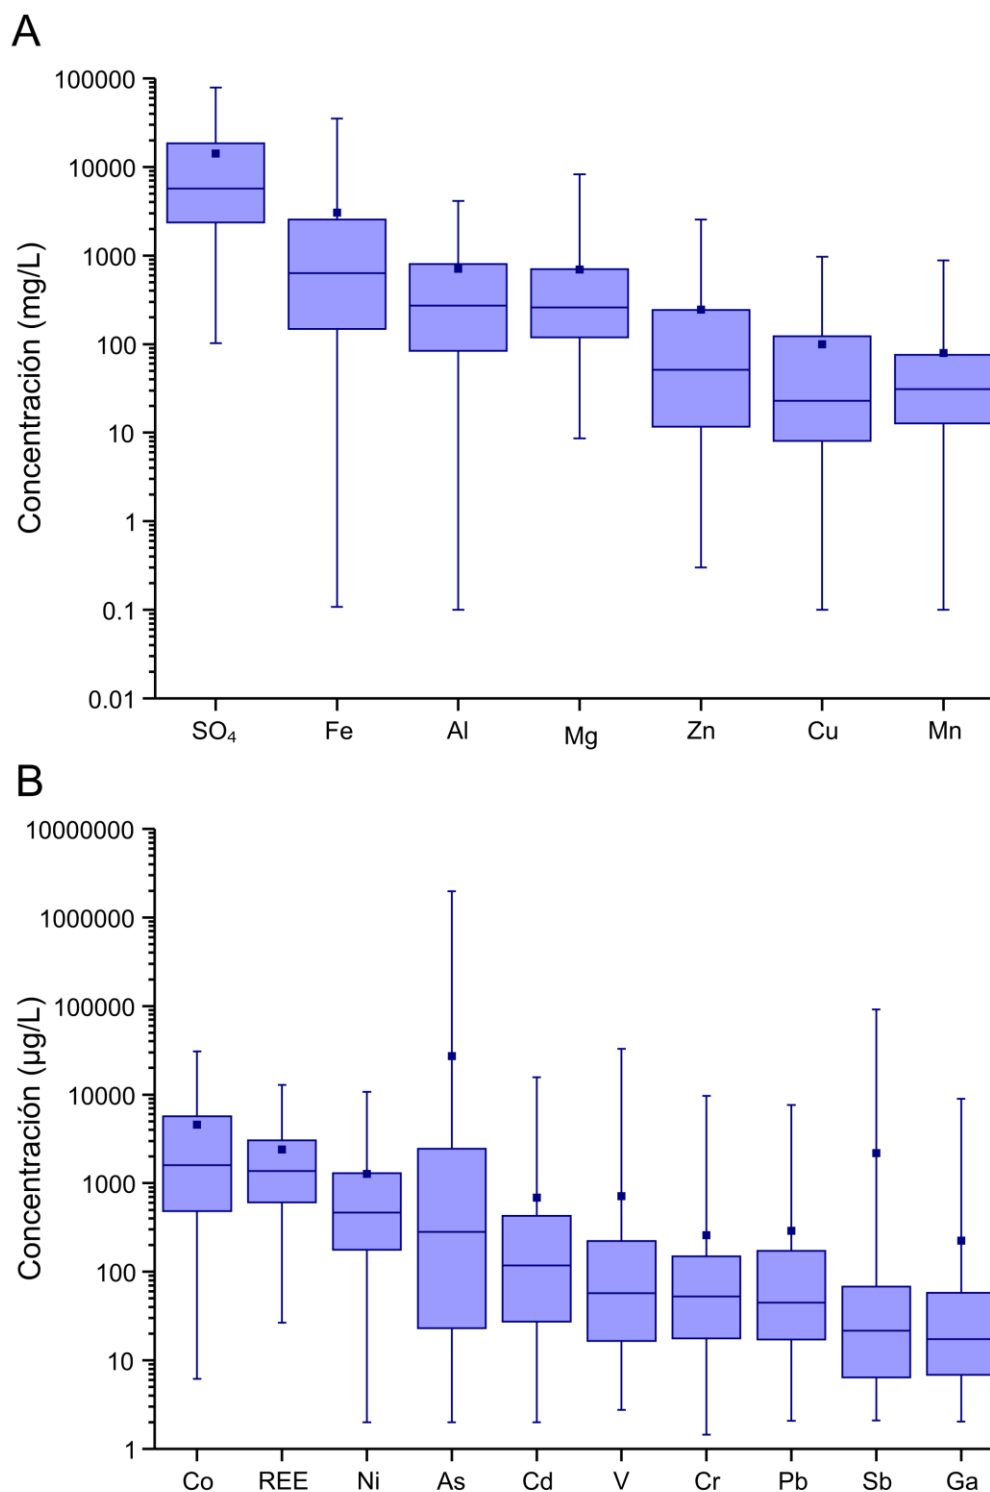 A
Concentración (mg/L)
100000
10000
1000
100
10
1
0.1
0.01
SO₄ Fe Al Mg Zn Cu Mn
B
Concentración (µg/L)
10000000
1000000
100000
10000
1000
100
10
1
Co REE Ni As Cd V Cr Pb Sb Ga